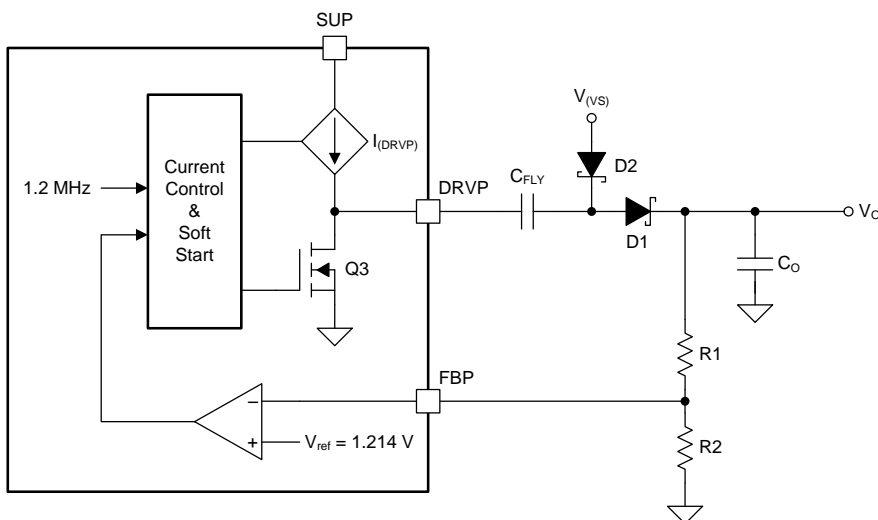 SUP
V(VS)
I(DRVP)
D2
Current
Control
&
Soft
Start
1.2 MHz
DRVP
CFLY
D1
VO
Q3
CO
R1
FBP
Vref = 1.214 V
R2